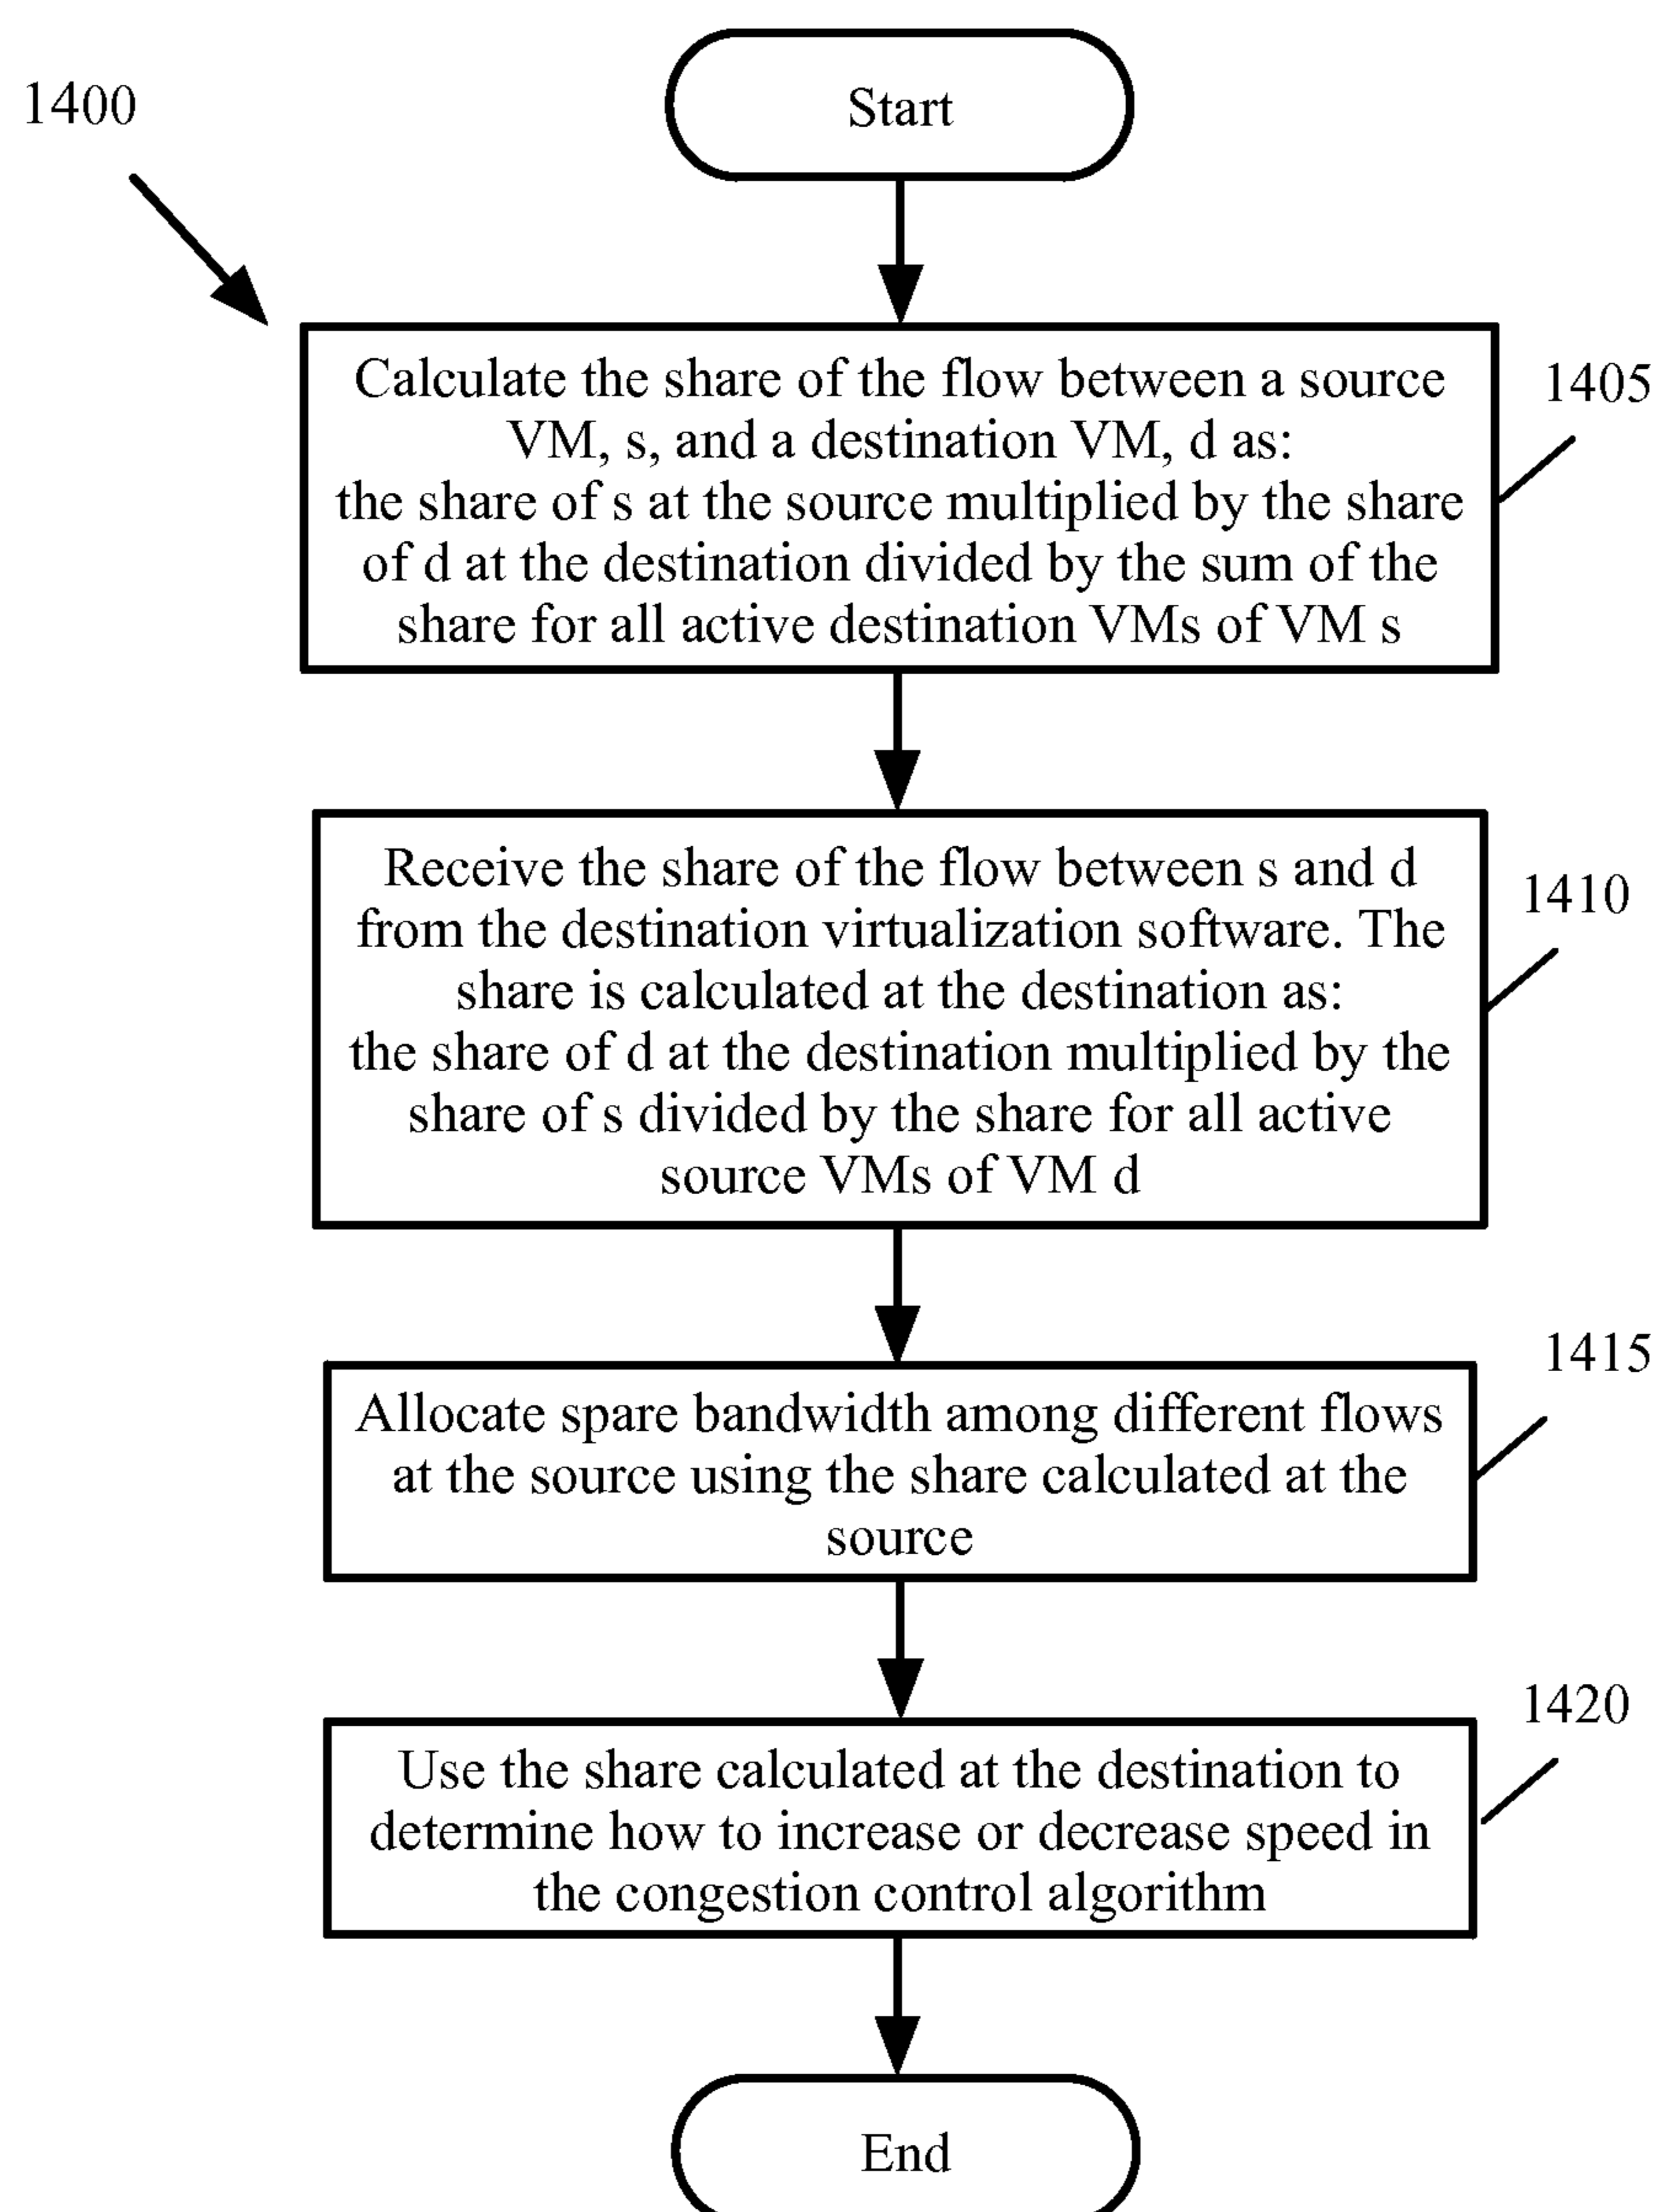 1400
Start
Calculate the share of the flow between a source
VM, s, and a destination VM, d as:
the share of s at the source multiplied by the share
of d at the destination divided by the sum of the
share for all active destination VMs of VM s
1405
Receive the share of the flow between s and d
from the destination virtualization software. The
share is calculated at the destination as:
the share of d at the destination multiplied by the
share of s divided by the share for all active
source VMs of VM d
1410
Allocate spare bandwidth among different flows
at the source using the share calculated at the
source
1415
Use the share calculated at the destination to
determine how to increase or decrease speed in
the congestion control algorithm
1420
End